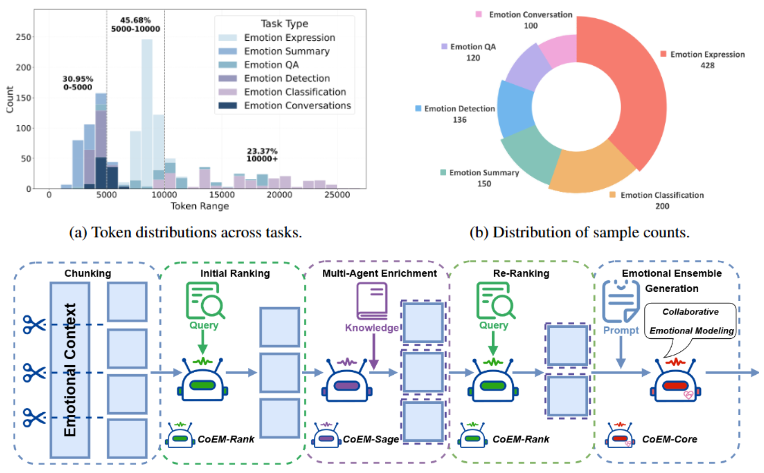 45.68%
5000-10000
30.95%
0-5000
23.37%
10000+
Task Type
Emotion Expression
Emotion Summary
Emotion QA
Emotion Detection
Emotion Classification
Emotion Conversations
Count
250
200
150
100
50
0
0
5000
10000
15000
20000
25000
Token Range
(a) Token distributions across tasks.
Emotion Conversation
100
Emotion QA
120
Emotion Detection
136
Emotion Summary
150
Emotion Expression
428
Emotion Classification
200
(b) Distribution of sample counts.
Chunking
Emotional Context
Initial Ranking
Query
CoEM-Rank
Multi-Agent Enrichment
Knowledge
CoEM-Sage
Re-Ranking
Query
CoEM-Rank
Emotional Ensemble
Generation
Prompt
Collaborative
Emotional Modeling
CoEM-Core